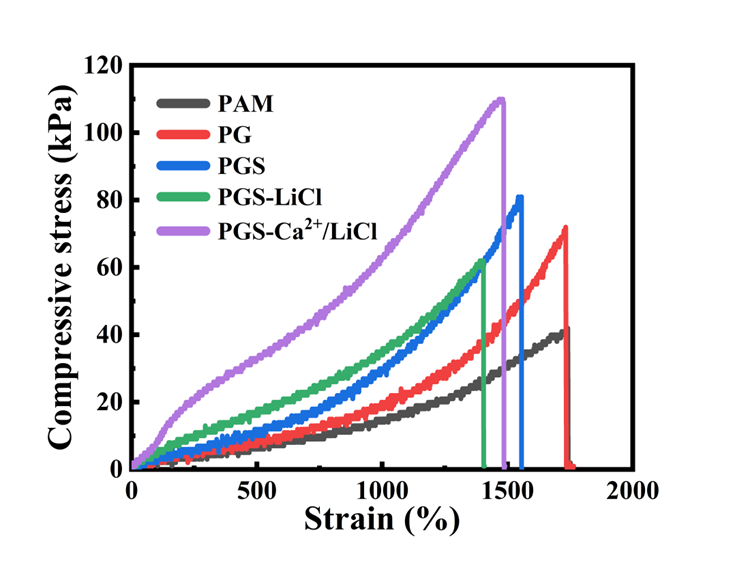 Compressive stress (kPa)
120
100
80
60
40
20
0
PAM
PG
PGS
PGS-LiCl
PGS-Ca²⁺/LiCl
0 500 1000 1500 2000
Strain (%)